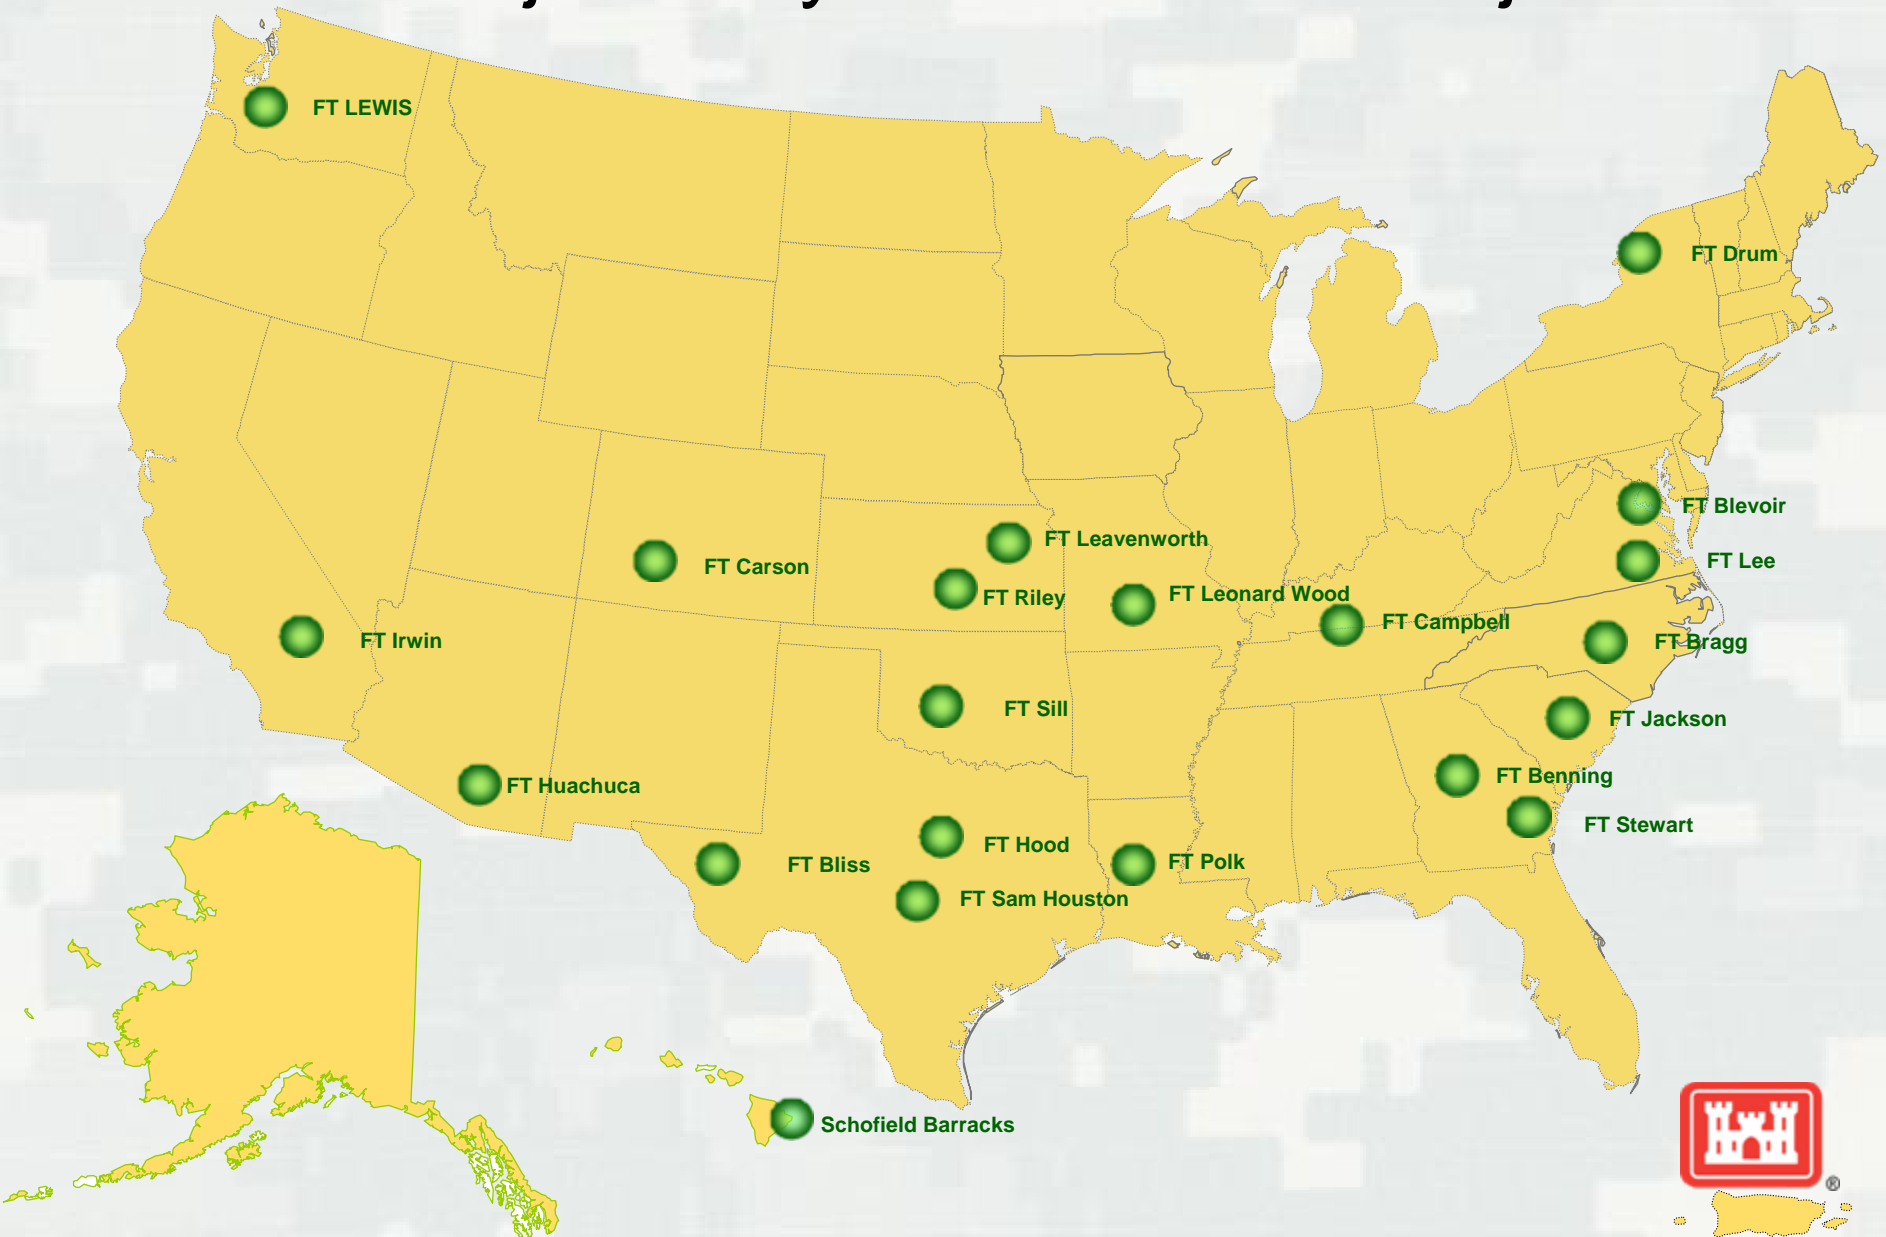 FT LEWIS
FT Drum
FT Blevoir
FT Leavenworth
FT Lee
FT Carson
FT Leonard Wood
FT Riley
FT Campbell
FT Irwin
FT Bragg
FT Sill
FT Jackson
FT Benning
FT Huachuca
FT Stewart
FT Hood
FT Polk
FT Bliss
FT Sam Houston
Schofield Barracks
®